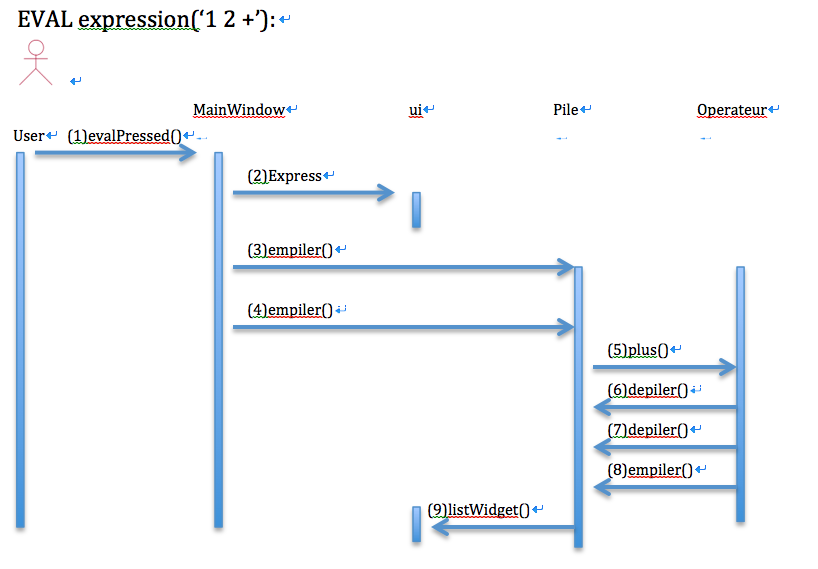 EVAL expression(‘1 2 +’):
MainWindow ui Pile Operateur
User (1)evalPressed()
(2)Express
(3)empiler()
(4)empiler()
(5)plus()
(6)depiler()
(7)depiler()
(8)empiler()
(9)listWidget()